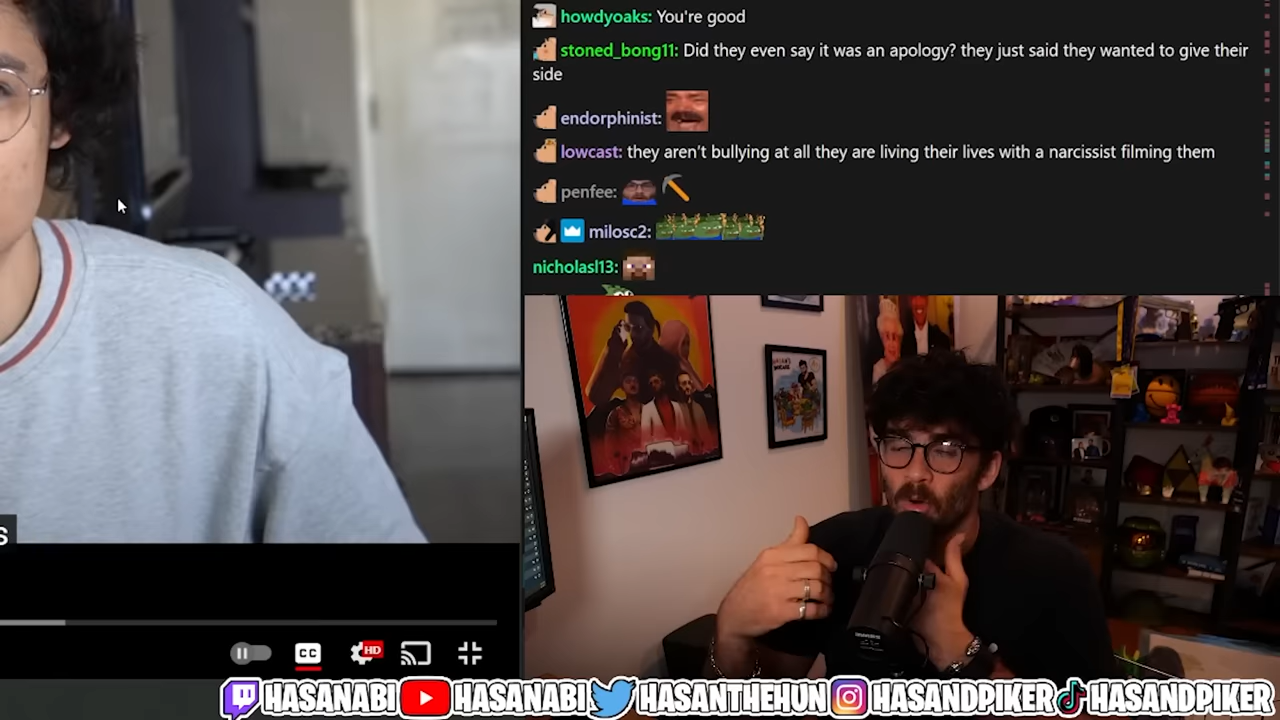 howdyoaks: You're good
stoned_bong11: Did they even say it was an apology? they just said they wanted to give their
side
endorphinist:
lowcast: they aren't bullying at all they are living their lives with a narcissist filming them
penfee:
milosc2:
nicholasl13:
S
CC
HD
HASANABI HASANABI HASANTHEHUN HASANDPIKER HASANDPIKER